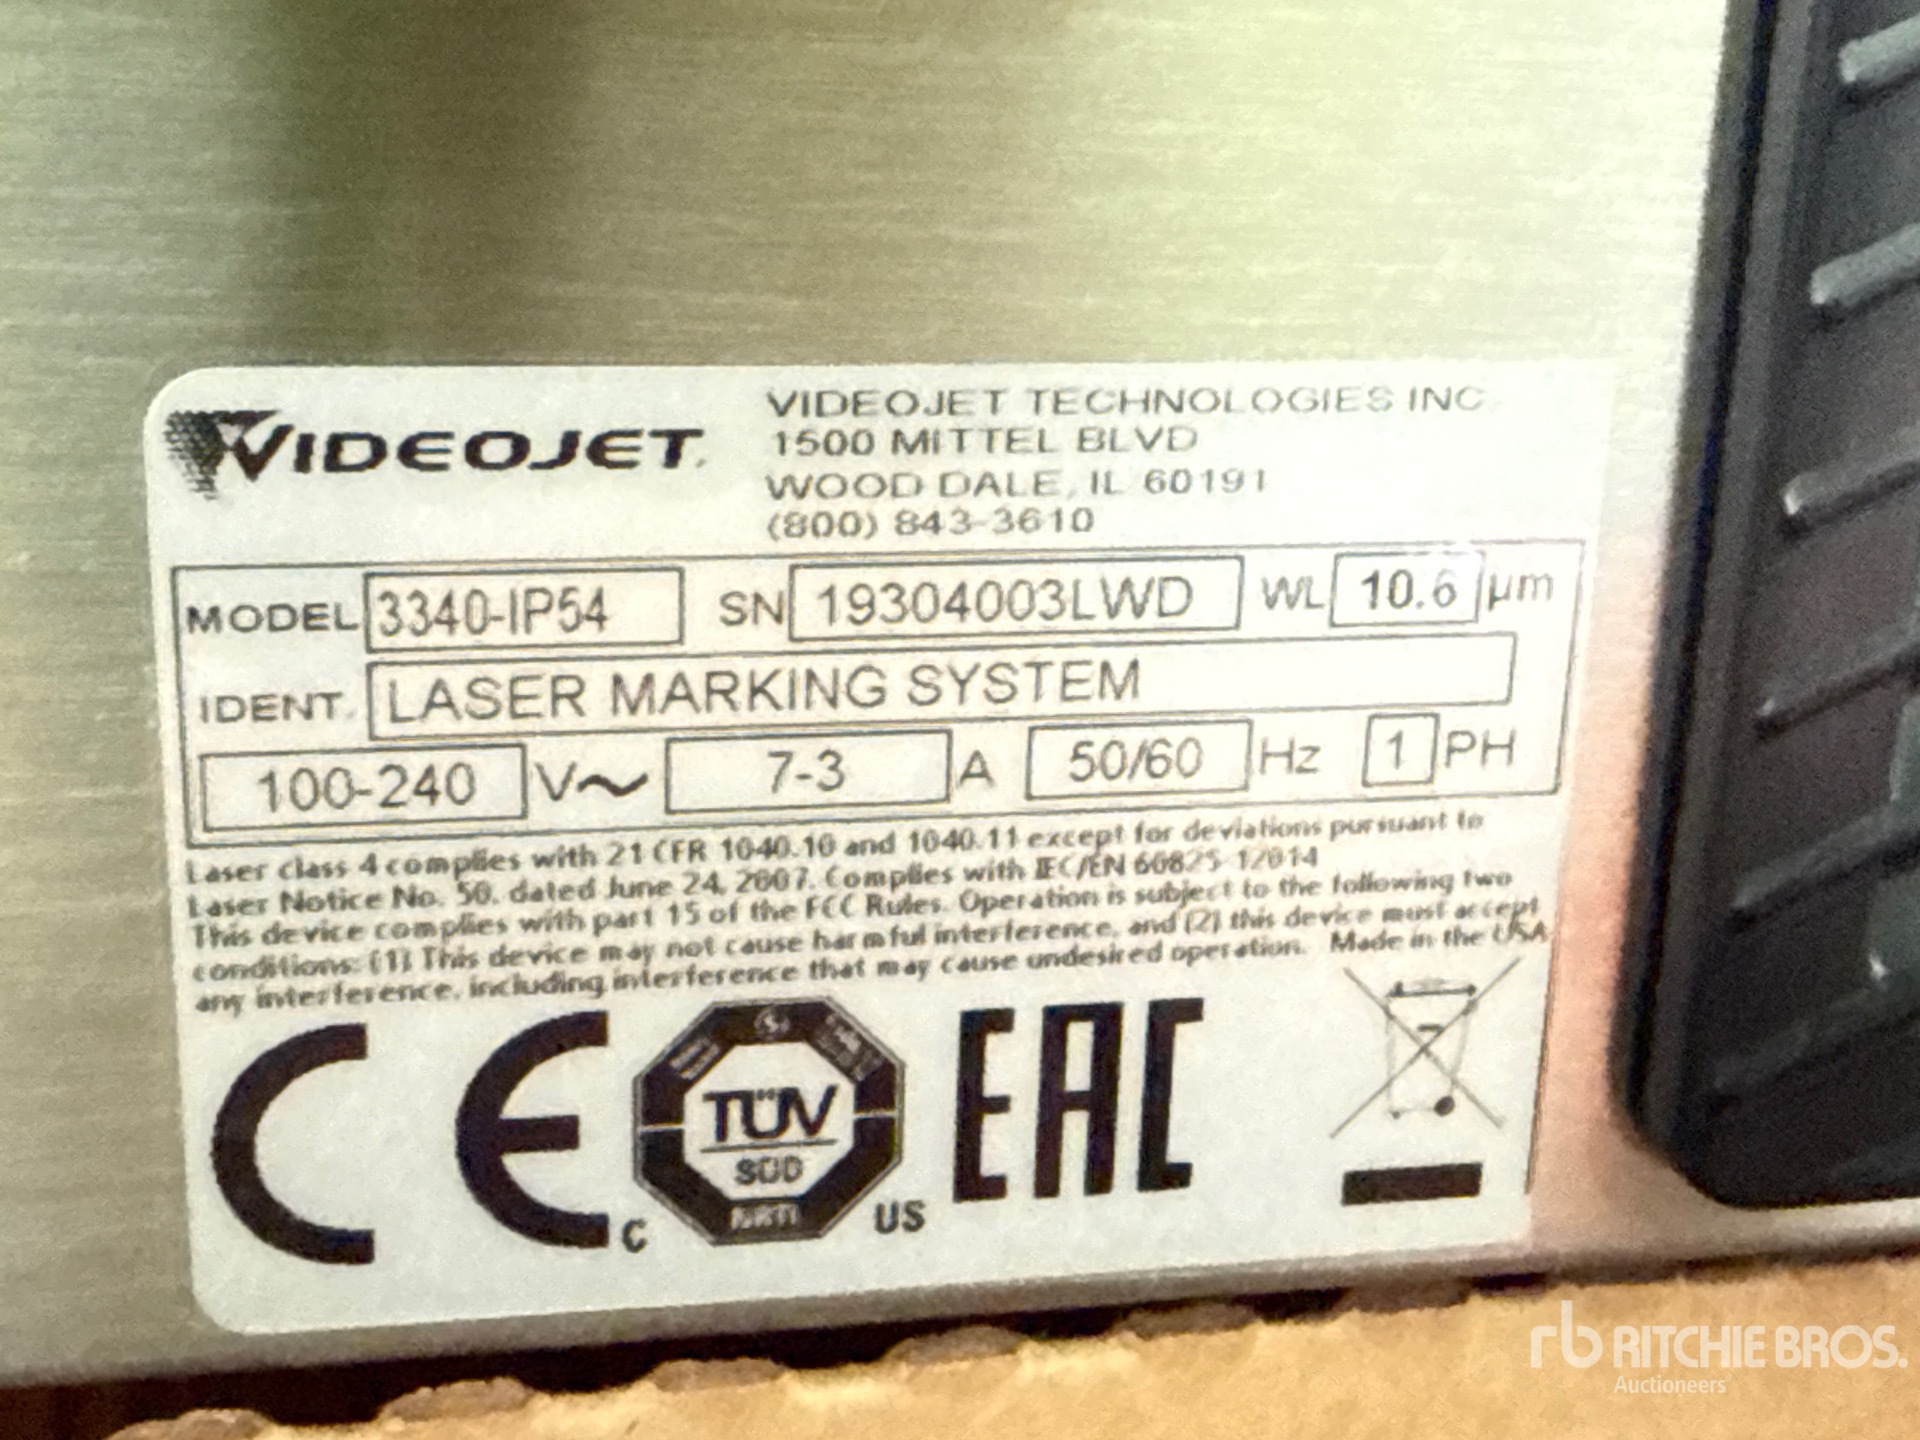 VIDEOJET
VIDEOJET TECHNOLOGIES INC
1500 MITTEL BLVD
WOOD DALE, IL 60191
(800) 843-3610
MODEL 3340-IP54 SN 19304003LWD WL 10.6 µm
IDENT. LASER MARKING SYSTEM
100-240 V~ 7-3 A 50/60 Hz 1 PH
Laser class 4 complies with 21 CFR 1040.10 and 1040.11 except for deviations pursuant to
Laser Notice No. 50, dated June 24, 2007. Complies with IEC/EN 60825-1 2014
This device complies with part 15 of the FCC Rules. Operation is subject to the following two
conditions: (1) This device may not cause harmful interference, and (2) this device must accept
any interference, including interference that may cause undesired operation. Made in the USA
CE
TÜV
SÜD
NRTL
C US
EAC
rb RITCHIE BROS.
Auctioneers